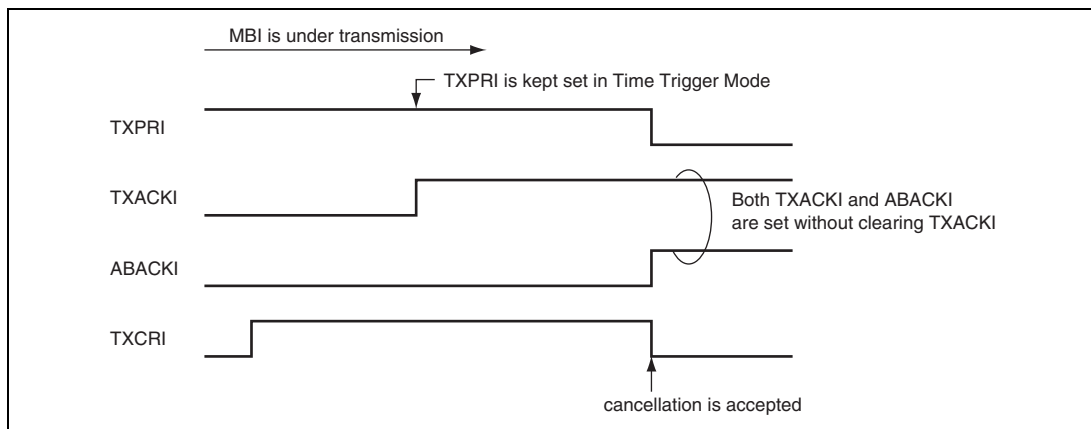 MBI is under transmission
TXPRI is kept set in Time Trigger Mode
TXPRI
TXACKI
Both TXACKI and ABACKI
are set without clearing TXACKI
ABACKI
TXCRI
cancellation is accepted